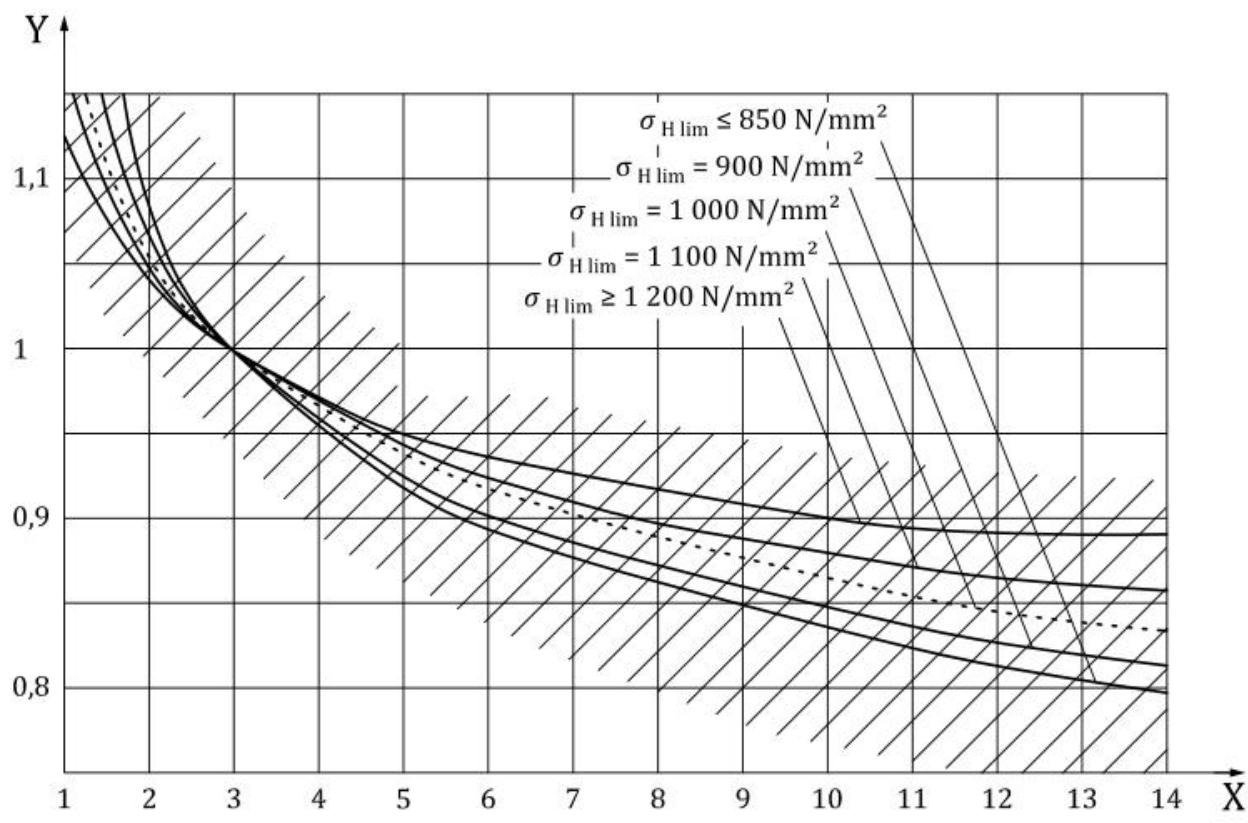 Y
σ H lim ≤ 850 N/mm²
σ H lim = 900 N/mm²
1,1
σ H lim = 1 000 N/mm²
σ H lim = 1 100 N/mm²
σ H lim ≥ 1 200 N/mm²
1
0,9
0,8
1 2 3 4 5 6 7 8 9 10 11 12 13 14 X